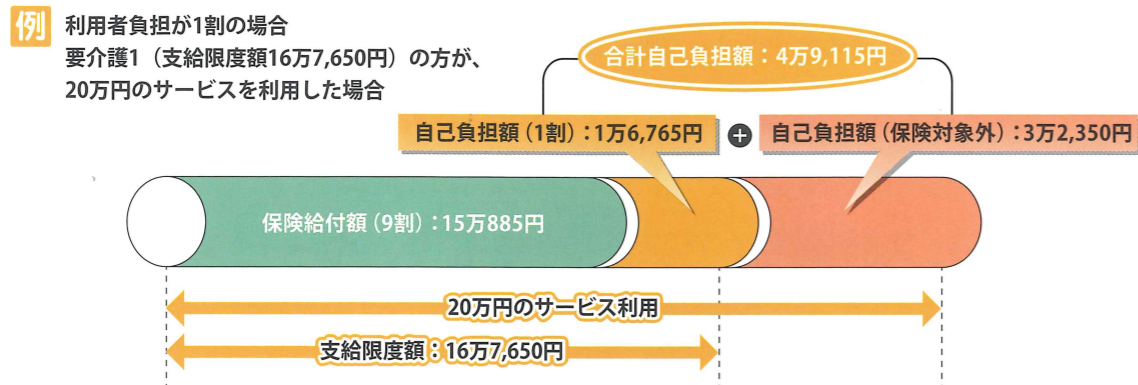 例
利用者負担が1割の場合
要介護1（支給限度額16万7,650円）の方が、
20万円のサービスを利用した場合
合計自己負担額：4万9,115円
自己負担額（1割）：1万6,765円
+
自己負担額（保険対象外）：3万2,350円
保険給付額（9割）：15万885円
20万円のサービス利用
支給限度額：16万7,650円